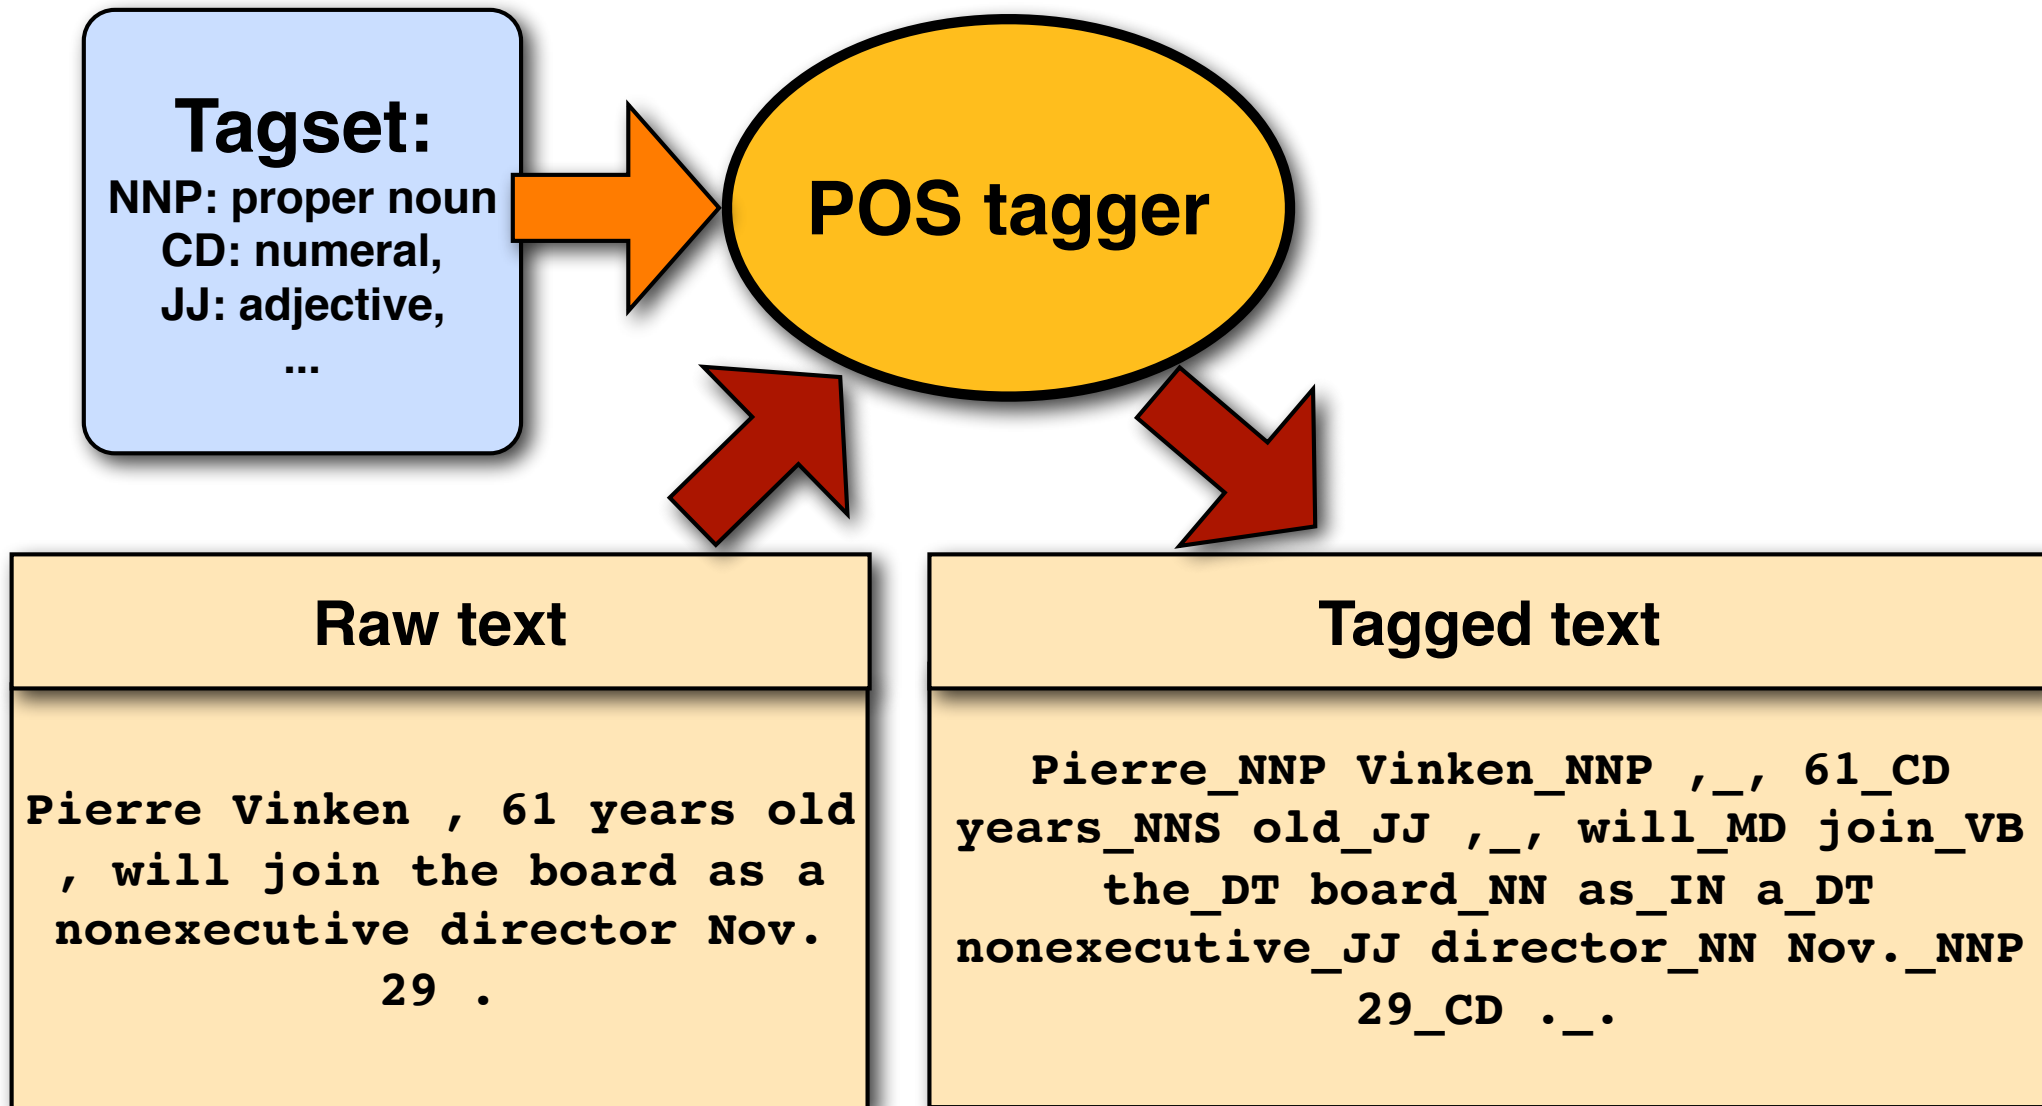 Tagset:
NNP: proper noun
CD: numeral,
JJ: adjective,
...
POS tagger
Raw text
Pierre Vinken , 61 years old
, will join the board as a
nonexecutive director Nov.
29 .
Tagged text
Pierre_NNP Vinken_NNP ,_, 61_CD
years_NNS old_JJ ,_, will_MD join_VB
the_DT board_NN as_IN a_DT
nonexecutive_JJ director_NN Nov._NNP
29_CD ._.